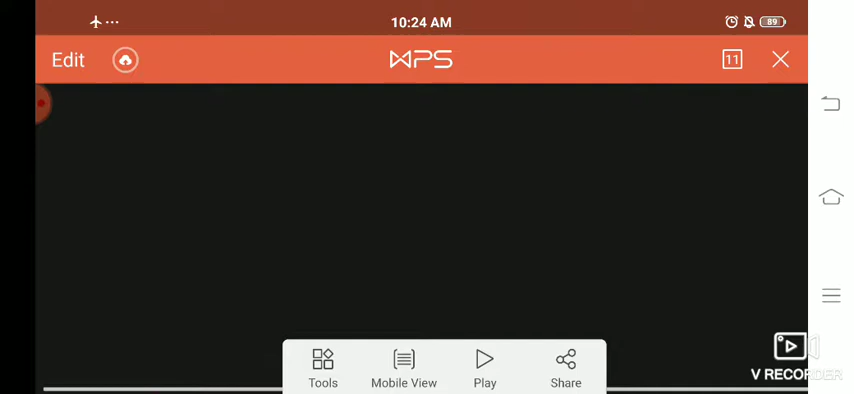 10:24 AM
89
Edit
WPS
11
Tools
Mobile View
Play
Share
V RECORDER